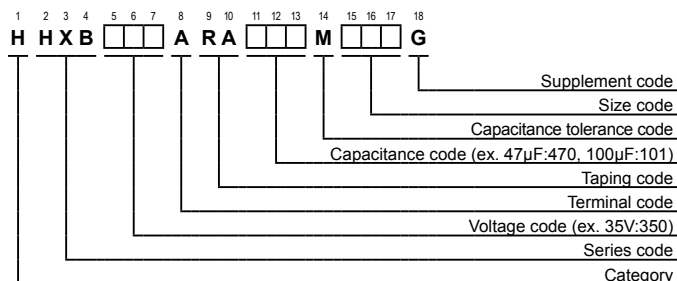 1 2 3 4 5 6 7 8 9 10 11 12 13 14 15 16 17 18
H H X B A R A M G
Supplement code
Size code
Capacitance tolerance code
Capacitance code (ex. 47µF:470, 100µF:101)
Taping code
Terminal code
Voltage code (ex. 35V:350)
Series code
Category